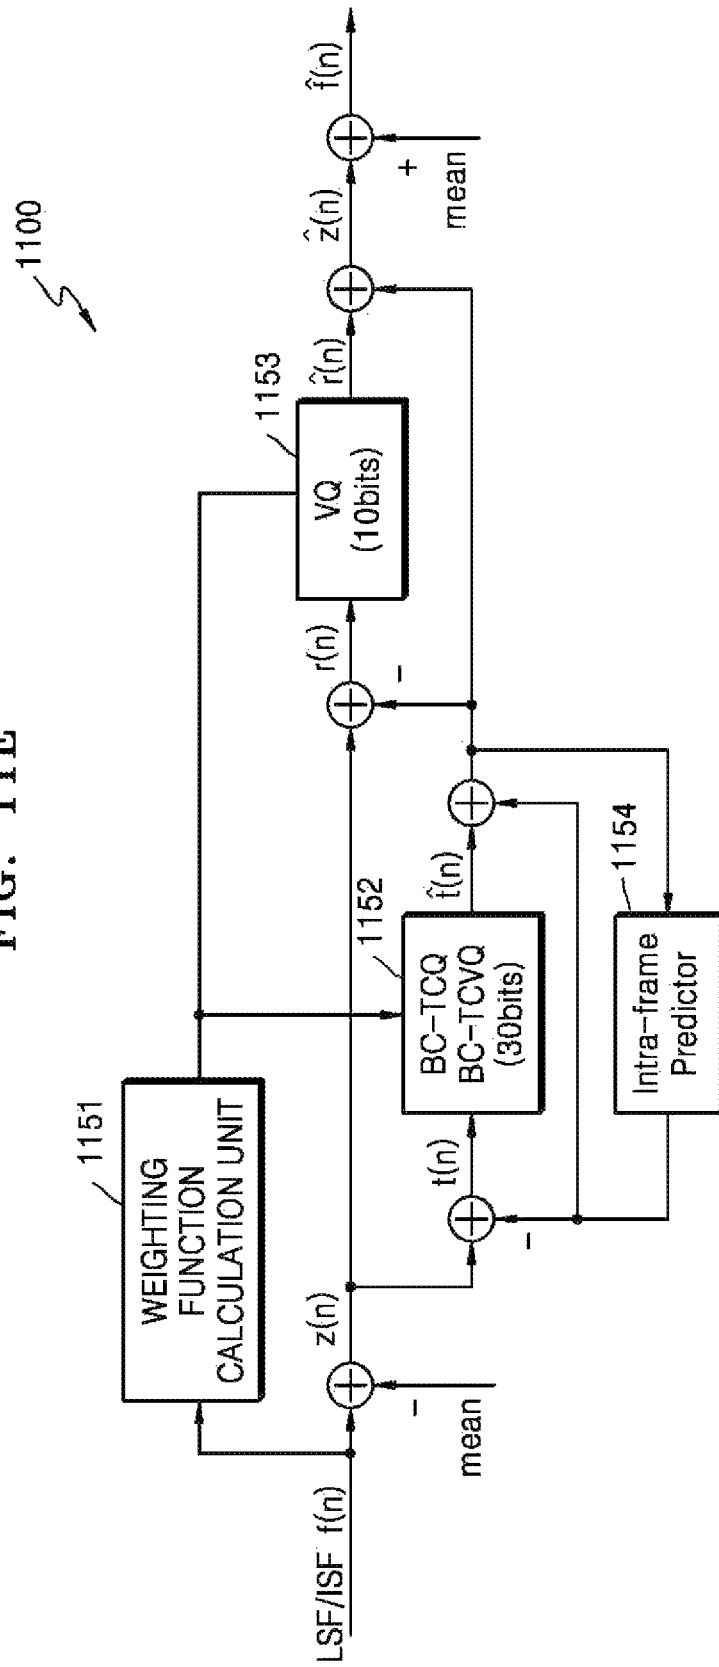 FIG. 11E
1100
LSF/ISF f(n)
1151
WEIGHTING
FUNCTION
CALCULATION UNIT
-
mean
z(n)
-
t(n)
1152
BC-TCQ
BC-TCVQ
(30bits)
t̂(n)
1154
Intra-frame
Predictor
-
r(n)
1153
VQ
(10bits)
r̂(n)
ẑ(n)
+
mean
f̂(n)